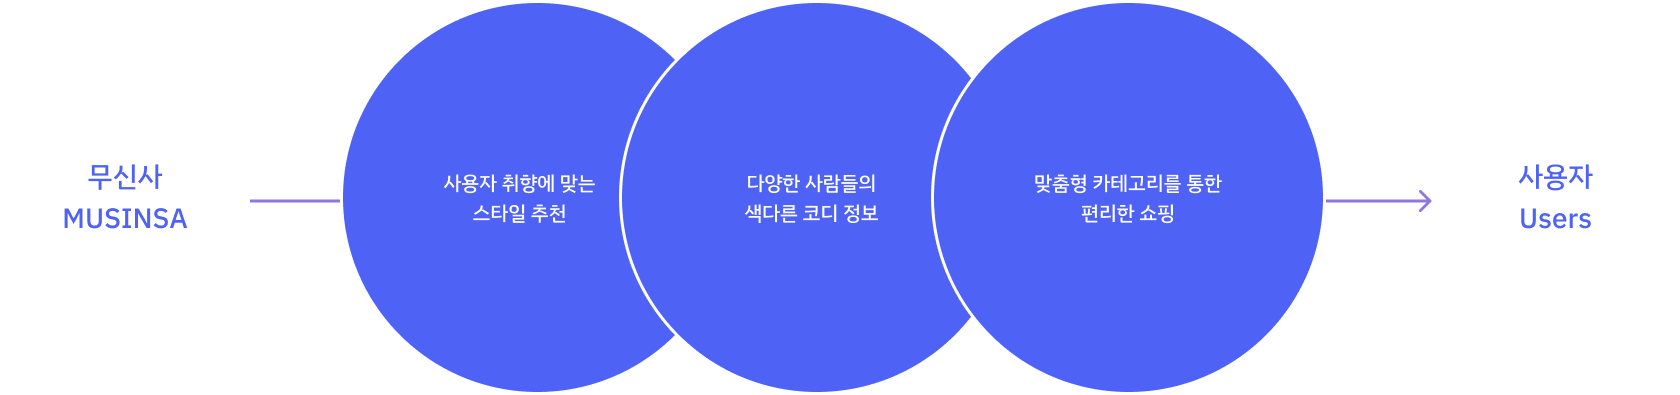 무신사
MUSINSA
사용자 취향에 맞는
스타일 추천
다양한 사람들의
색다른 코디 정보
맞춤형 카테고리를 통한
편리한 쇼핑
사용자
Users